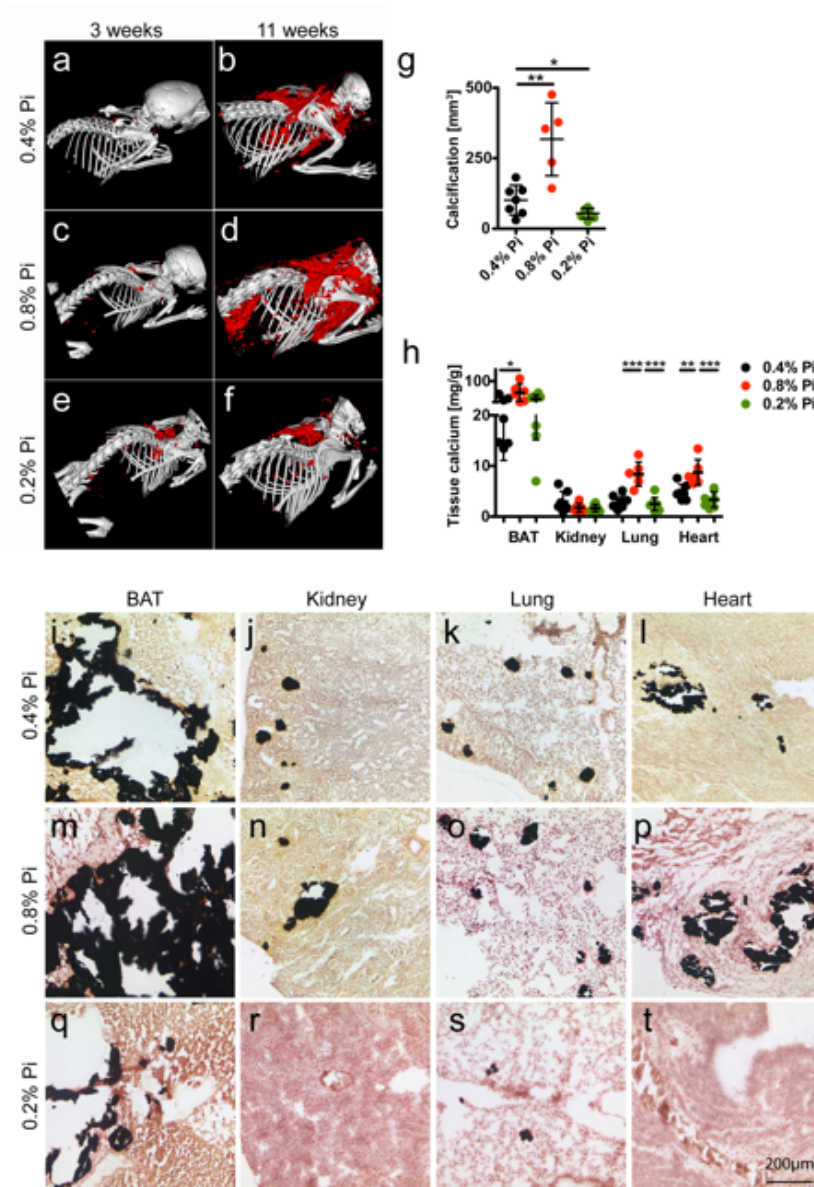 3 weeks 11 weeks
0.4% Pi
a
b
0.8% Pi
c
d
0.2% Pi
e
f
g
Calcification [mm³]
500
250
0
**
*
0.4% Pi
0.8% Pi
0.2% Pi
h
Tissue calcium [mg/g]
100
20
10
0
*
*** ***
** ***
BAT Kidney Lung Heart
0.4% Pi
0.8% Pi
0.2% Pi
BAT Kidney Lung Heart
0.4% Pi
i j k l
0.8% Pi
m n o p
0.2% Pi
q r s t
200µm